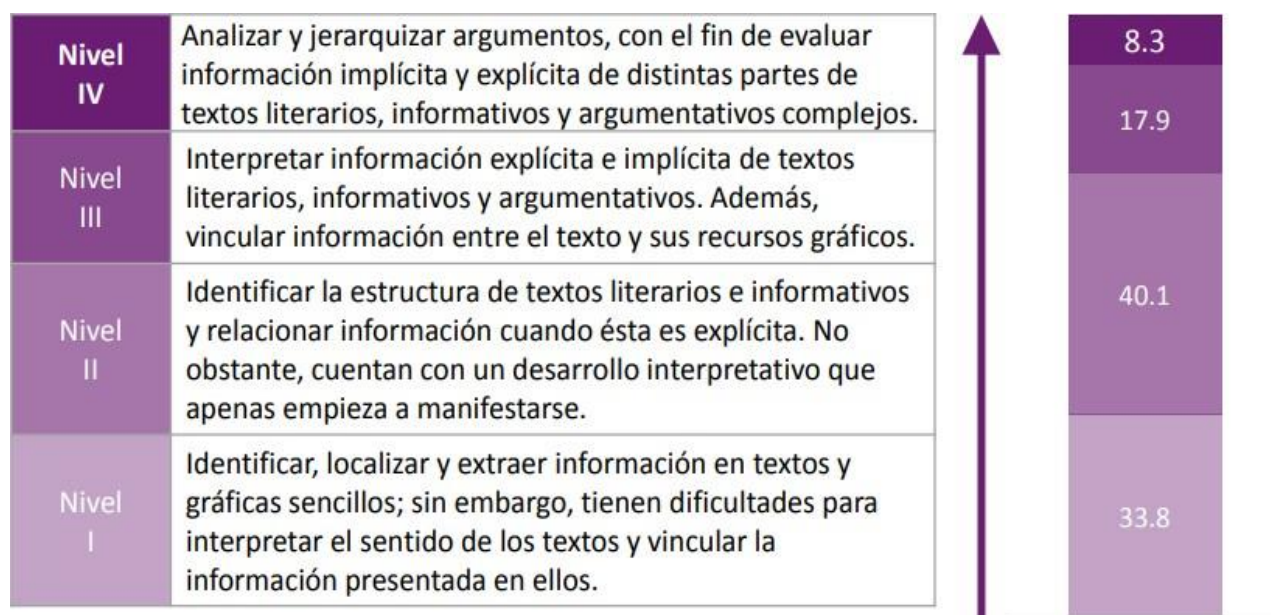 Nivel
IV
Analizar y jerarquizar argumentos, con el fin de evaluar
información implícita y explícita de distintas partes de
textos literarios, informativos y argumentativos complejos.
Nivel
III
Interpretar información explícita e implícita de textos
literarios, informativos y argumentativos. Además,
vincular información entre el texto y sus recursos gráficos.
Nivel
II
Identificar la estructura de textos literarios e informativos
y relacionar información cuando ésta es explícita. No
obstante, cuentan con un desarrollo interpretativo que
apenas empieza a manifestarse.
Nivel
I
Identificar, localizar y extraer información en textos y
gráficas sencillos; sin embargo, tienen dificultades para
interpretar el sentido de los textos y vincular la
información presentada en ellos.
8.3
17.9
40.1
33.8